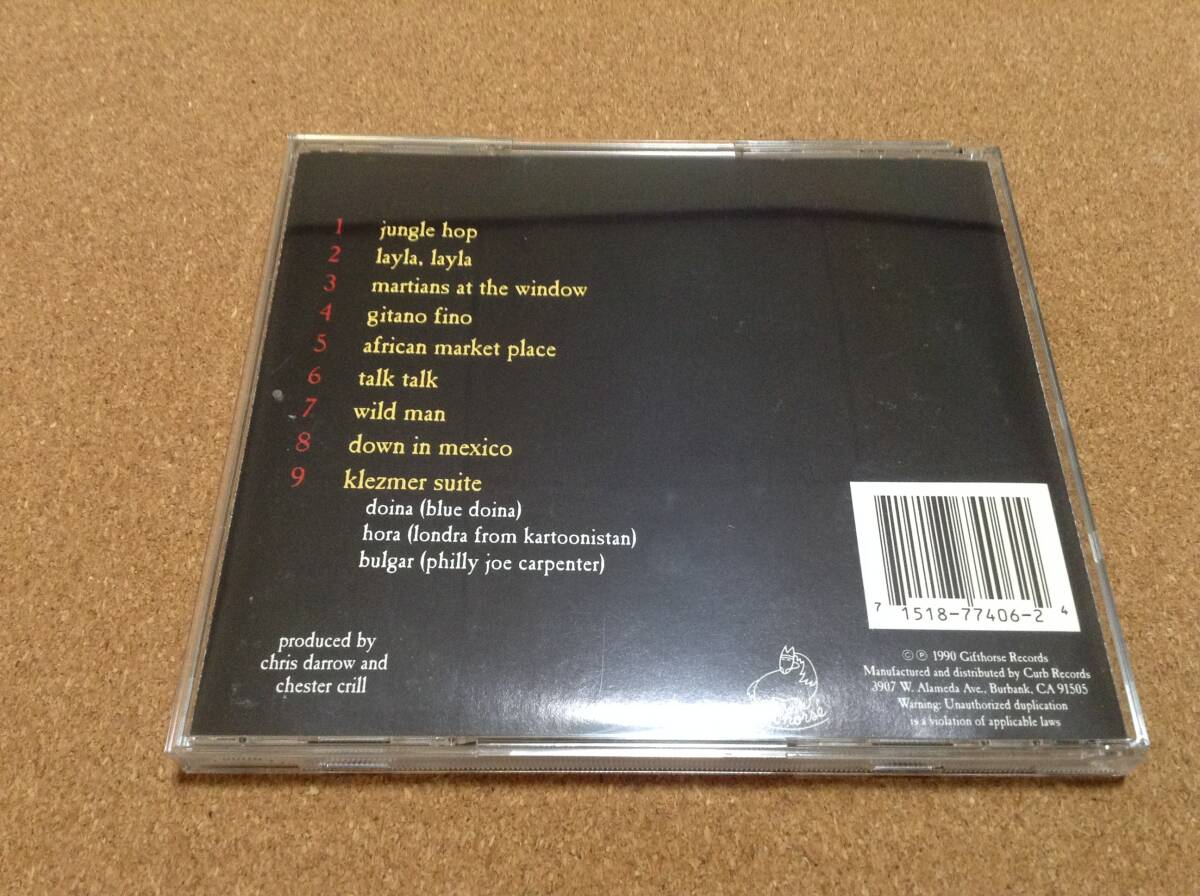 1 jungle hop
2 layla, layla
3 martians at the window
4 gitano fino
5 african market place
6 talk talk
7 wild man
8 down in mexico
9 klezmer suite
doina (blue doina)
hora (londra from kartoonistan)
bulgar (philly joe carpenter)
produced by
chris darrow and
chester crill
7 1518-77406-2 4
© ℗ 1990 Gifthorse Records
Manufactured and distributed by Curb Records
3907 W. Alameda Ave., Burbank, CA 91505
Warning: Unauthorized duplication
is a violation of applicable laws